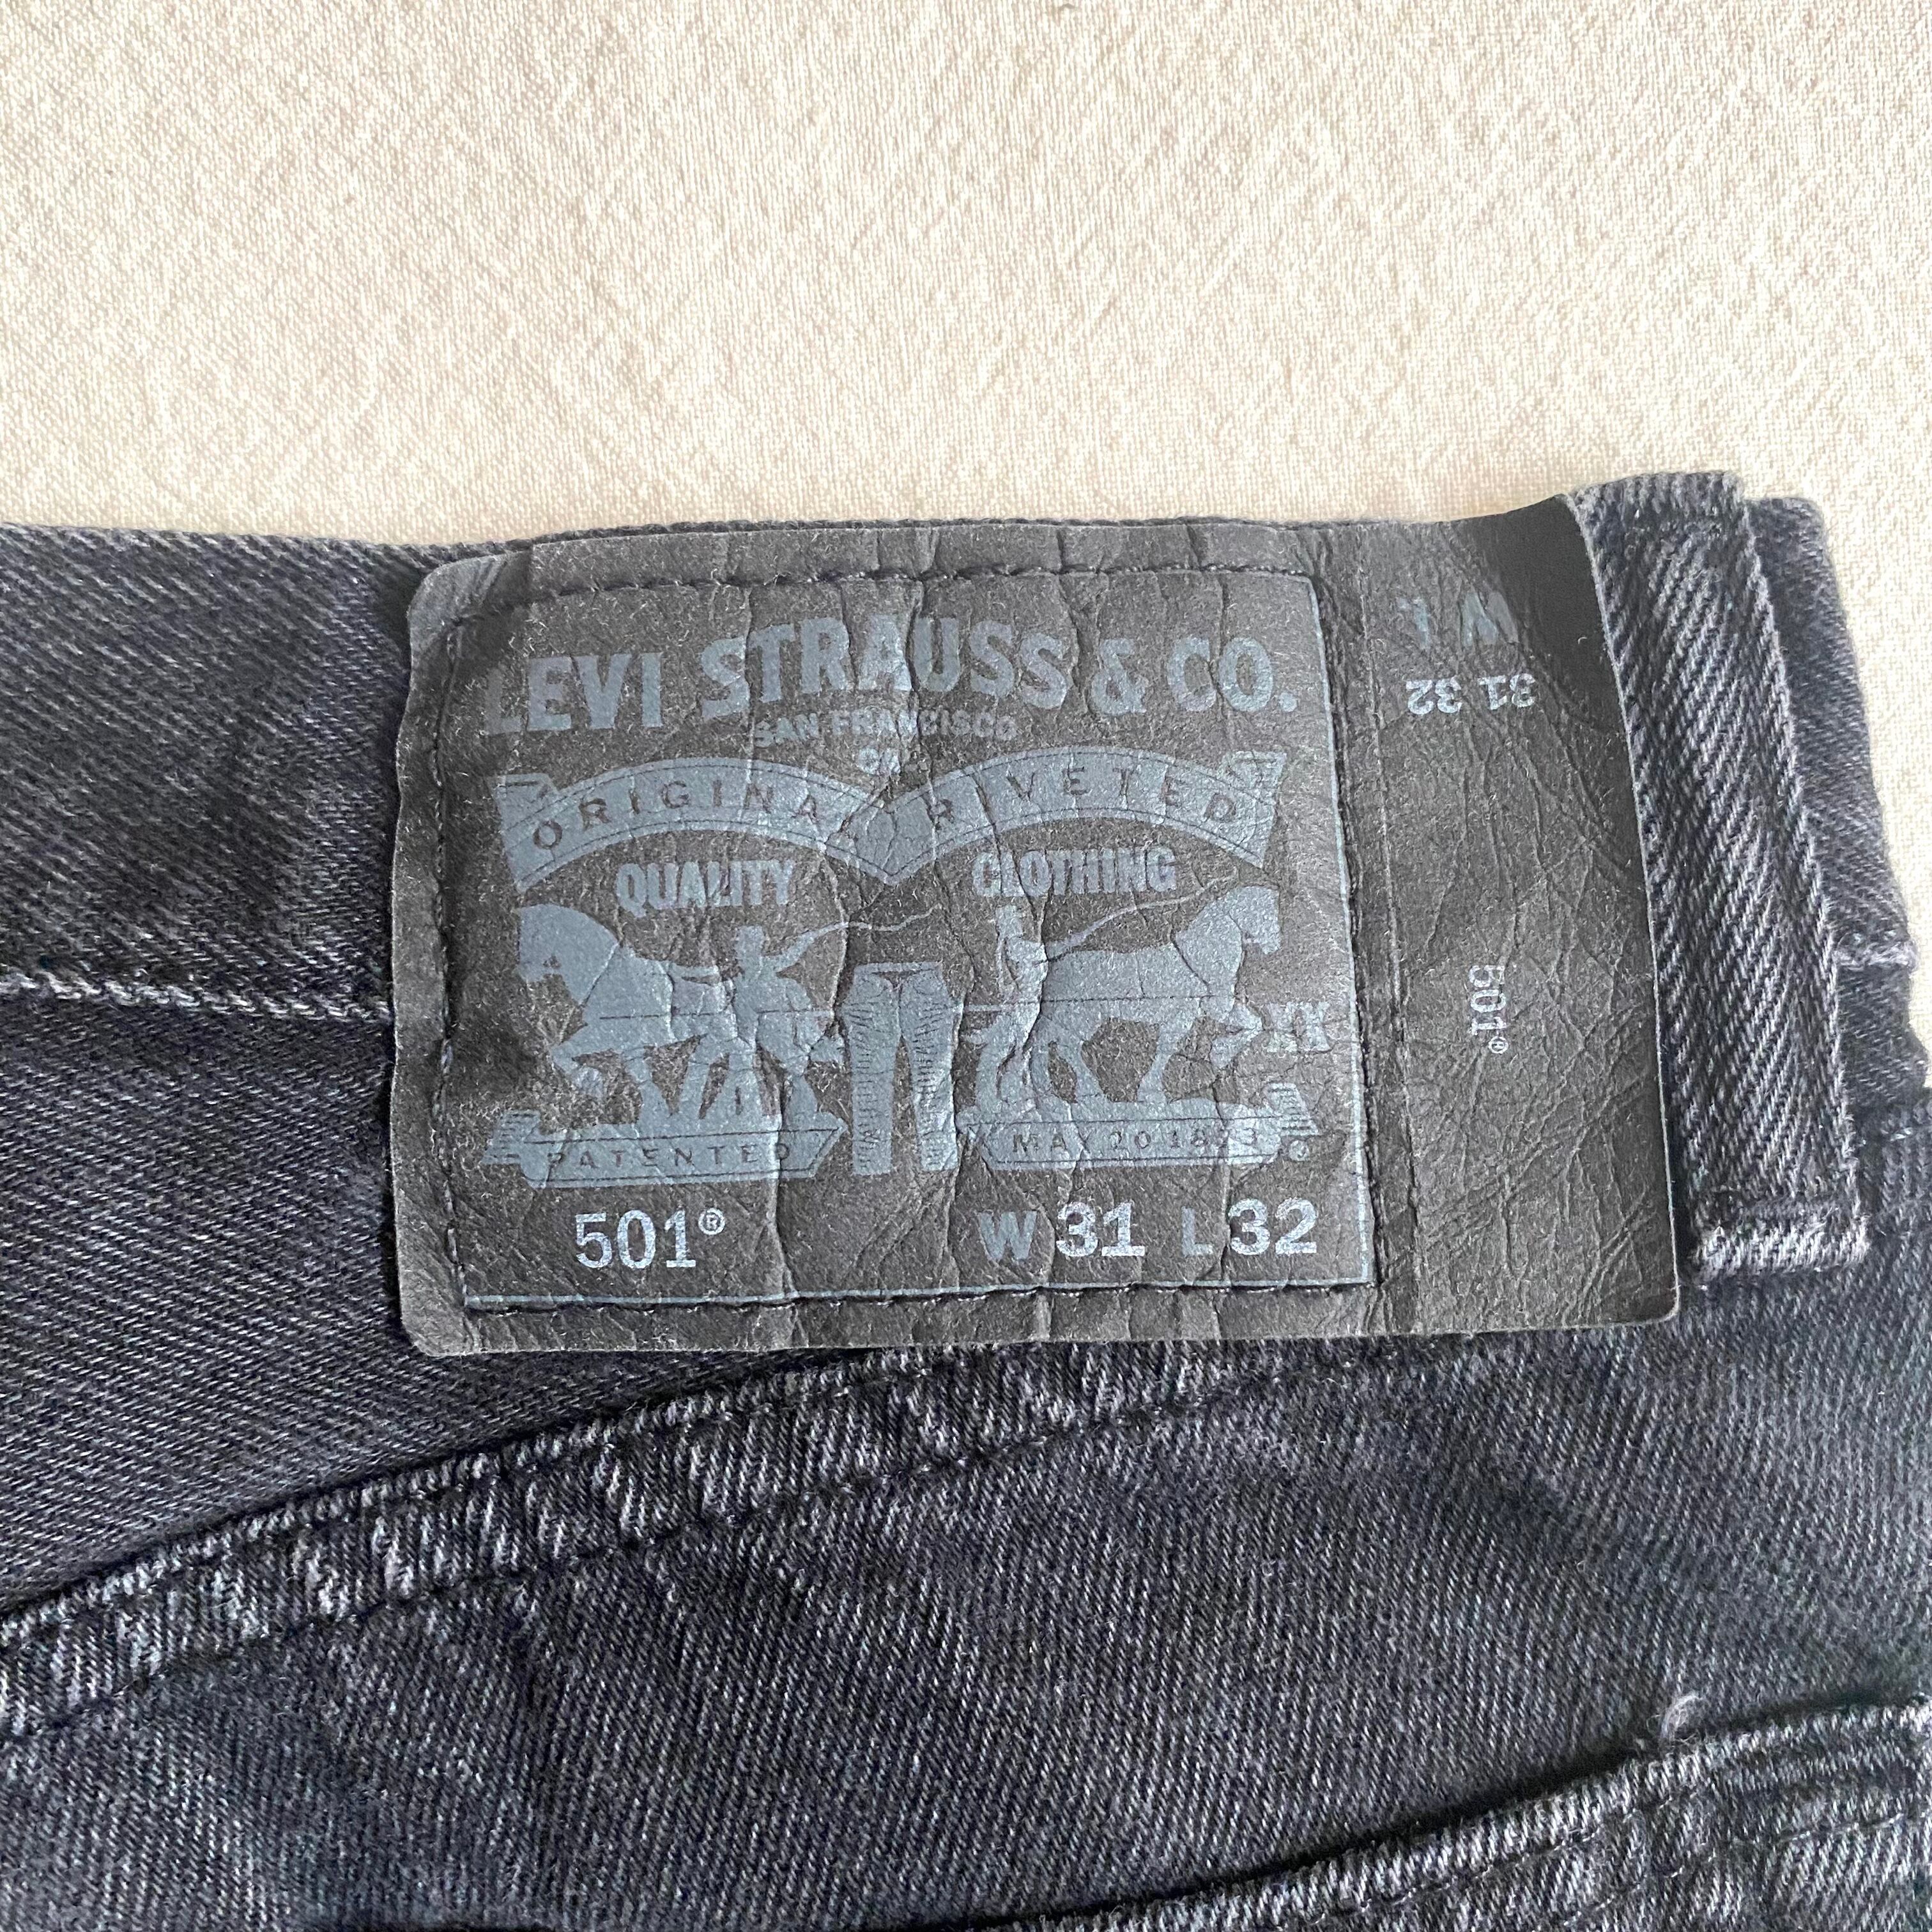 LEVI STRAUSS & CO.
SAN FRANCISCO
CAL.
ORIGINAL RIVETED
QUALITY CLOTHING
XX
PATENTED MAY 20 1873 ®
501® W 31 L 32
W L
31 32
501®